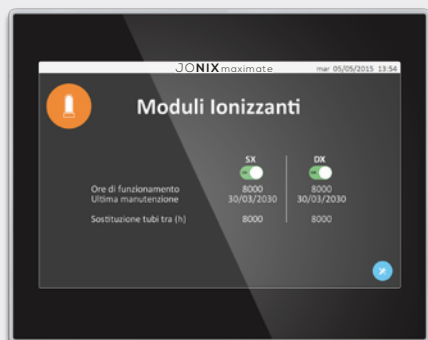 JONIX maximate mar 05/05/2015 13:54
Moduli Ionizzanti
SX DX
Ore di funzionamento 8000 8000
Ultima manutenzione 30/03/2030 30/03/2030
Sostituzione tubi tra (h) 8000 8000